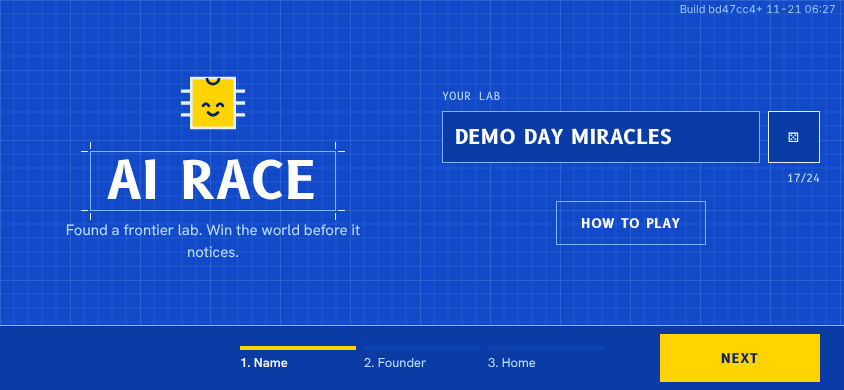 Build bd47cc4+ 11-21 06:27
AI RACE
Found a frontier lab. Win the world before it
notices.
YOUR LAB
DEMO DAY MIRACLES
17/24
HOW TO PLAY
1. Name
2. Founder
3. Home
NEXT